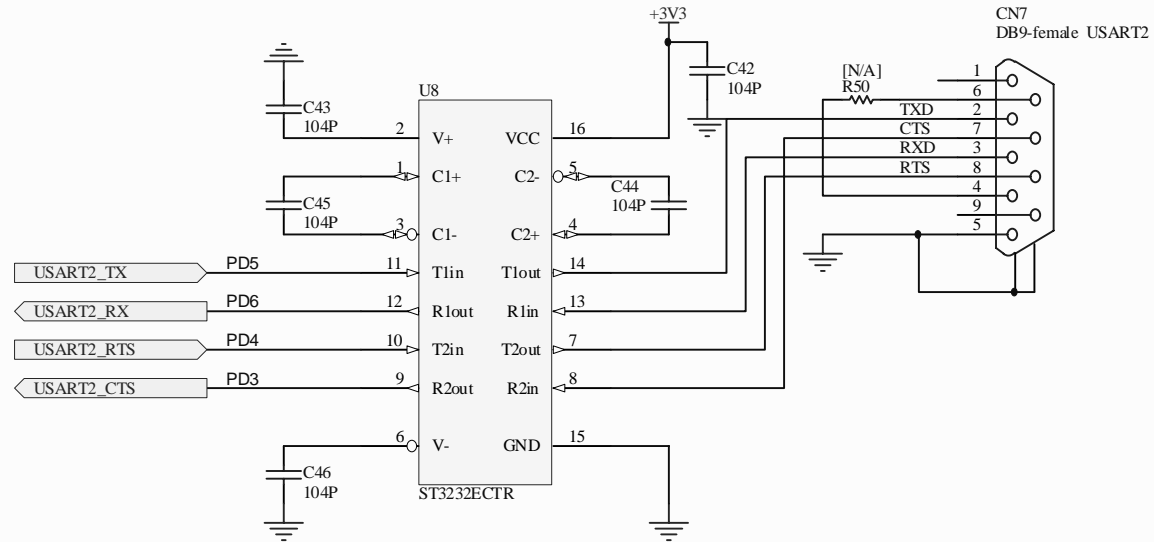 +3V3
CN7
DB9-female USART2
C42
104P
[N/A]
R50
1
6
TXD
2
CTS
7
RXD
3
RTS
8
4
9
5
C43
104P
U8
2
V+
VCC
16
1
C1+
C2-
5
C45
104P
C44
104P
3
C1-
C2+
4
USART2_TX
PD5
11
T1in
T1out
14
USART2_RX
PD6
12
R1out
R1in
13
USART2_RTS
PD4
10
T2in
T2out
7
USART2_CTS
PD3
9
R2out
R2in
8
6
V-
GND
15
C46
104P
ST3232ECTR